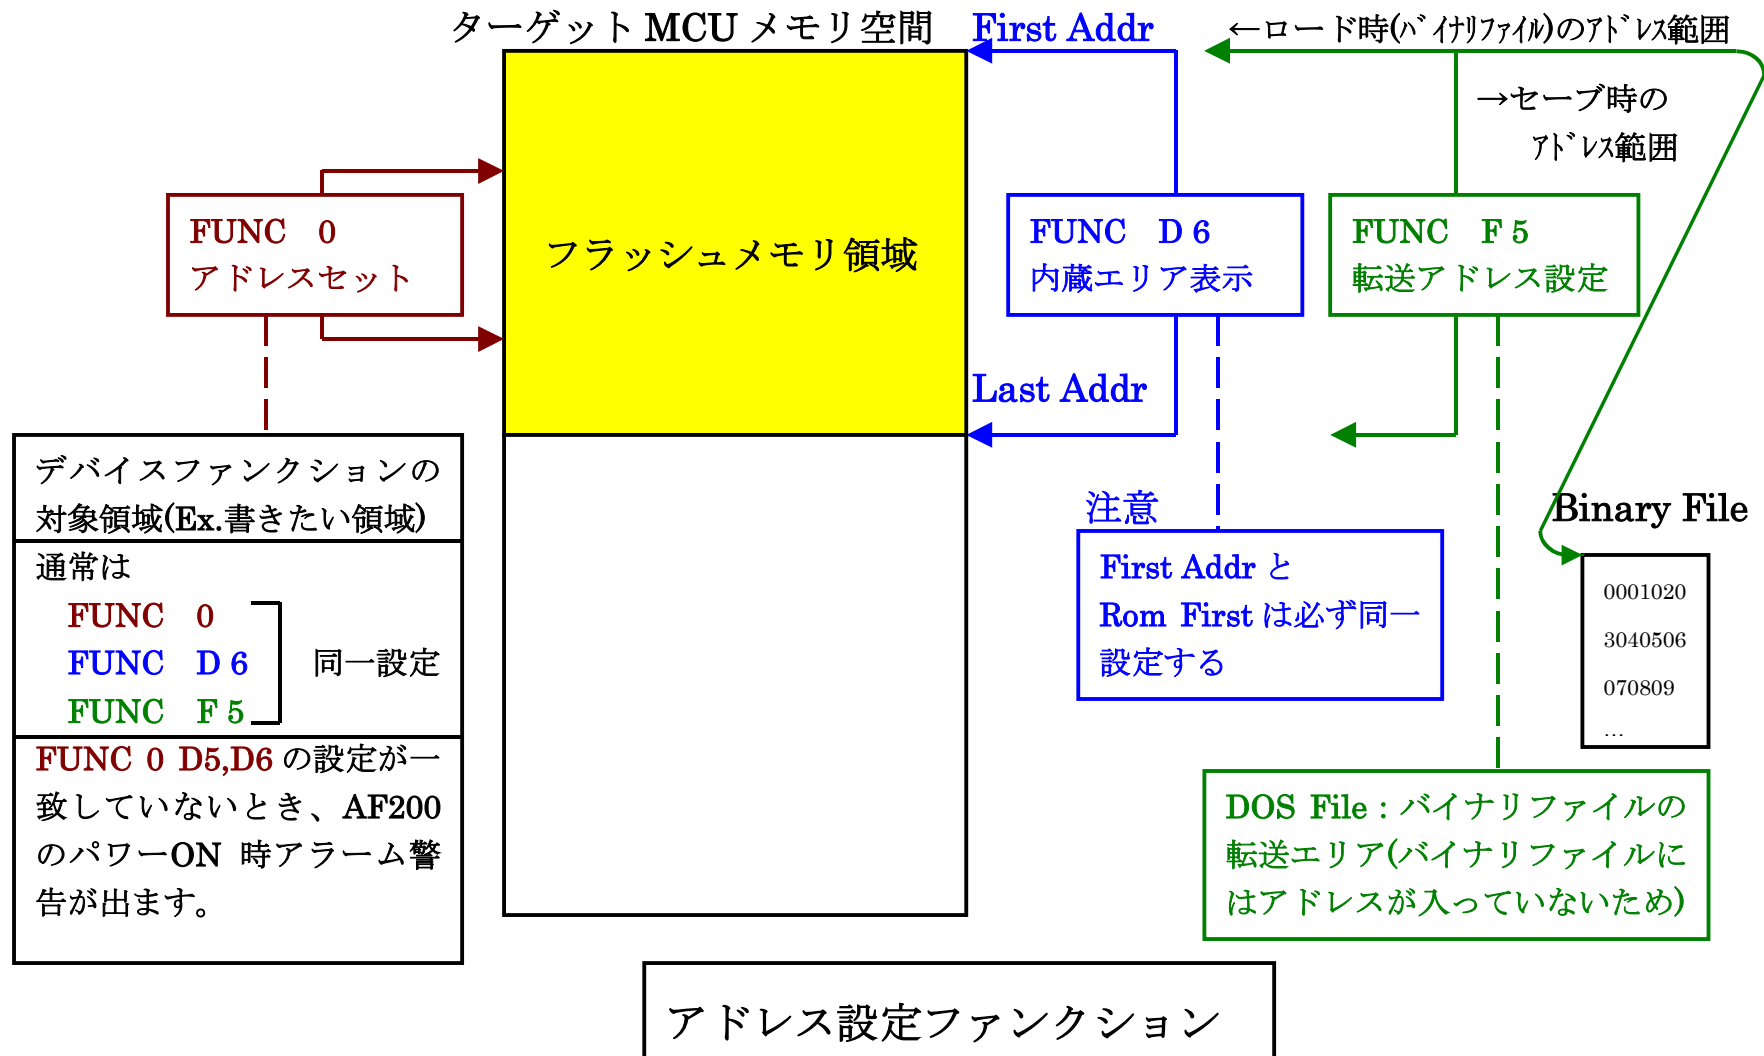 ターゲット MCU メモリ空間
First Addr
←ロード時(ﾊﾞｲﾅﾘﾌｧｲﾙ)のｱﾄﾞﾚｽ範囲
→セーブ時の
ｱﾄﾞﾚｽ範囲
FUNC 0
アドレスセット
フラッシュメモリ領域
FUNC D 6
内蔵エリア表示
FUNC F 5
転送アドレス設定
Last Addr
デバイスファンクションの
対象領域(Ex.書きたい領域)
通常は
FUNC 0
FUNC D 6
FUNC F 5
同一設定
FUNC 0 D5,D6 の設定が一
致していないとき、AF200
のパワーON 時アラーム警
告が出ます。
注意
First Addr と
Rom First は必ず同一
設定する
Binary File
0001020
3040506
070809
…
DOS File：バイナリファイルの
転送エリア(バイナリファイルに
はアドレスが入っていないため)
アドレス設定ファンクション